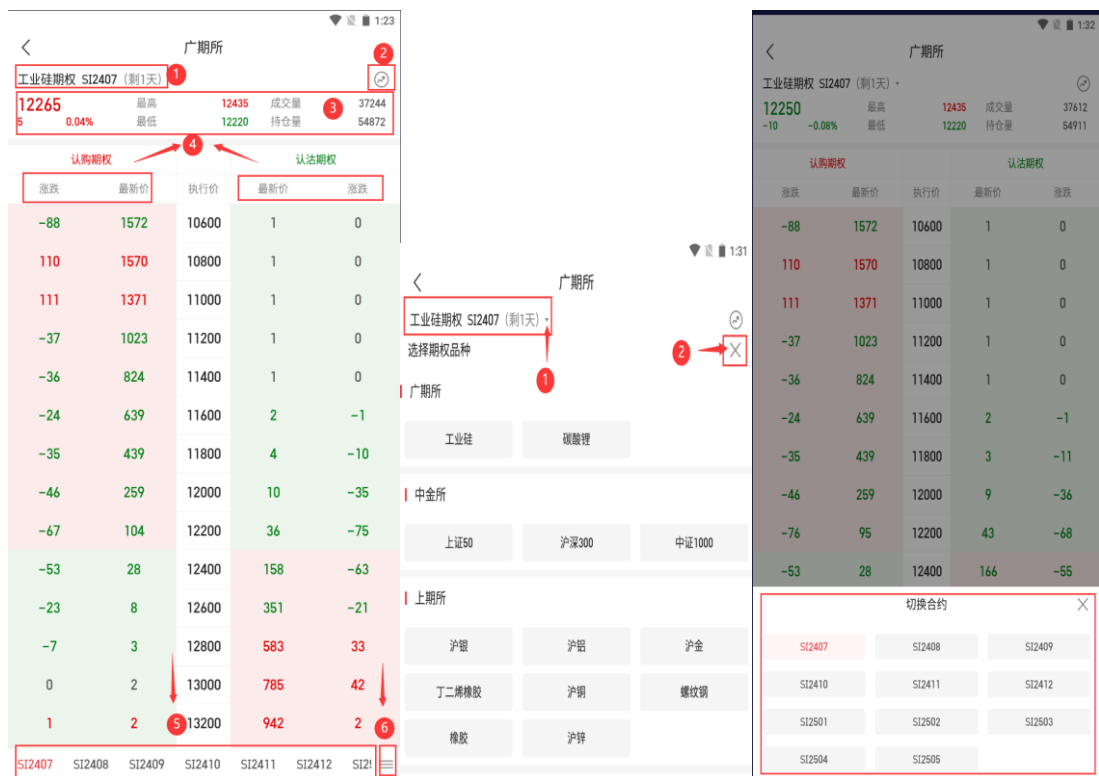 1:23
广期所
2
工业硅期权 SI2407 (剩1天)
1
12265 最高 12435 成交量 3 37244
5 0.04% 最低 12220 持仓量 54872
4
认购期权 认沽期权
涨跌 最新价 执行价 最新价 涨跌
-88 1572 10600 1 0
110 1570 10800 1 0
111 1371 11000 1 0
-37 1023 11200 1 0
-36 824 11400 1 0
-24 639 11600 2 -1
-35 439 11800 4 -10
-46 259 12000 10 -35
-67 104 12200 36 -75
-53 28 12400 158 -63
-23 8 12600 351 -21
-7 3 12800 583 33
0 2 13000 785 42
1 2 13200 942 2
5 6
SI2407 SI2408 SI2409 SI2410 SI2411 SI2412
1:31
广期所
工业硅期权 SI2407 (剩1天)
选择期权品种
2
1
广期所
工业硅 碳酸锂
中金所
上证50 沪深300 中证1000
上期所
沪银 沪铝 沪金
丁二烯橡胶 沪铜 螺纹钢
橡胶 沪锌
1:32
广期所
工业硅期权 SI2407 (剩1天)
12250 最高 12435 成交量 37612
-10 -0.08% 最低 12220 持仓量 54911
认购期权 认沽期权
涨跌 最新价 执行价 最新价 涨跌
-88 1572 10600 1 0
110 1570 10800 1 0
111 1371 11000 1 0
-37 1023 11200 1 0
-36 824 11400 1 0
-24 639 11600 2 -1
-35 439 11800 3 -11
-46 259 12000 9 -36
-76 95 12200 43 -68
-53 28 12400 166 -55
切换合约
SI2407 SI2408 SI2409
SI2410 SI2411 SI2412
SI2501 SI2502 SI2503
SI2504 SI2505